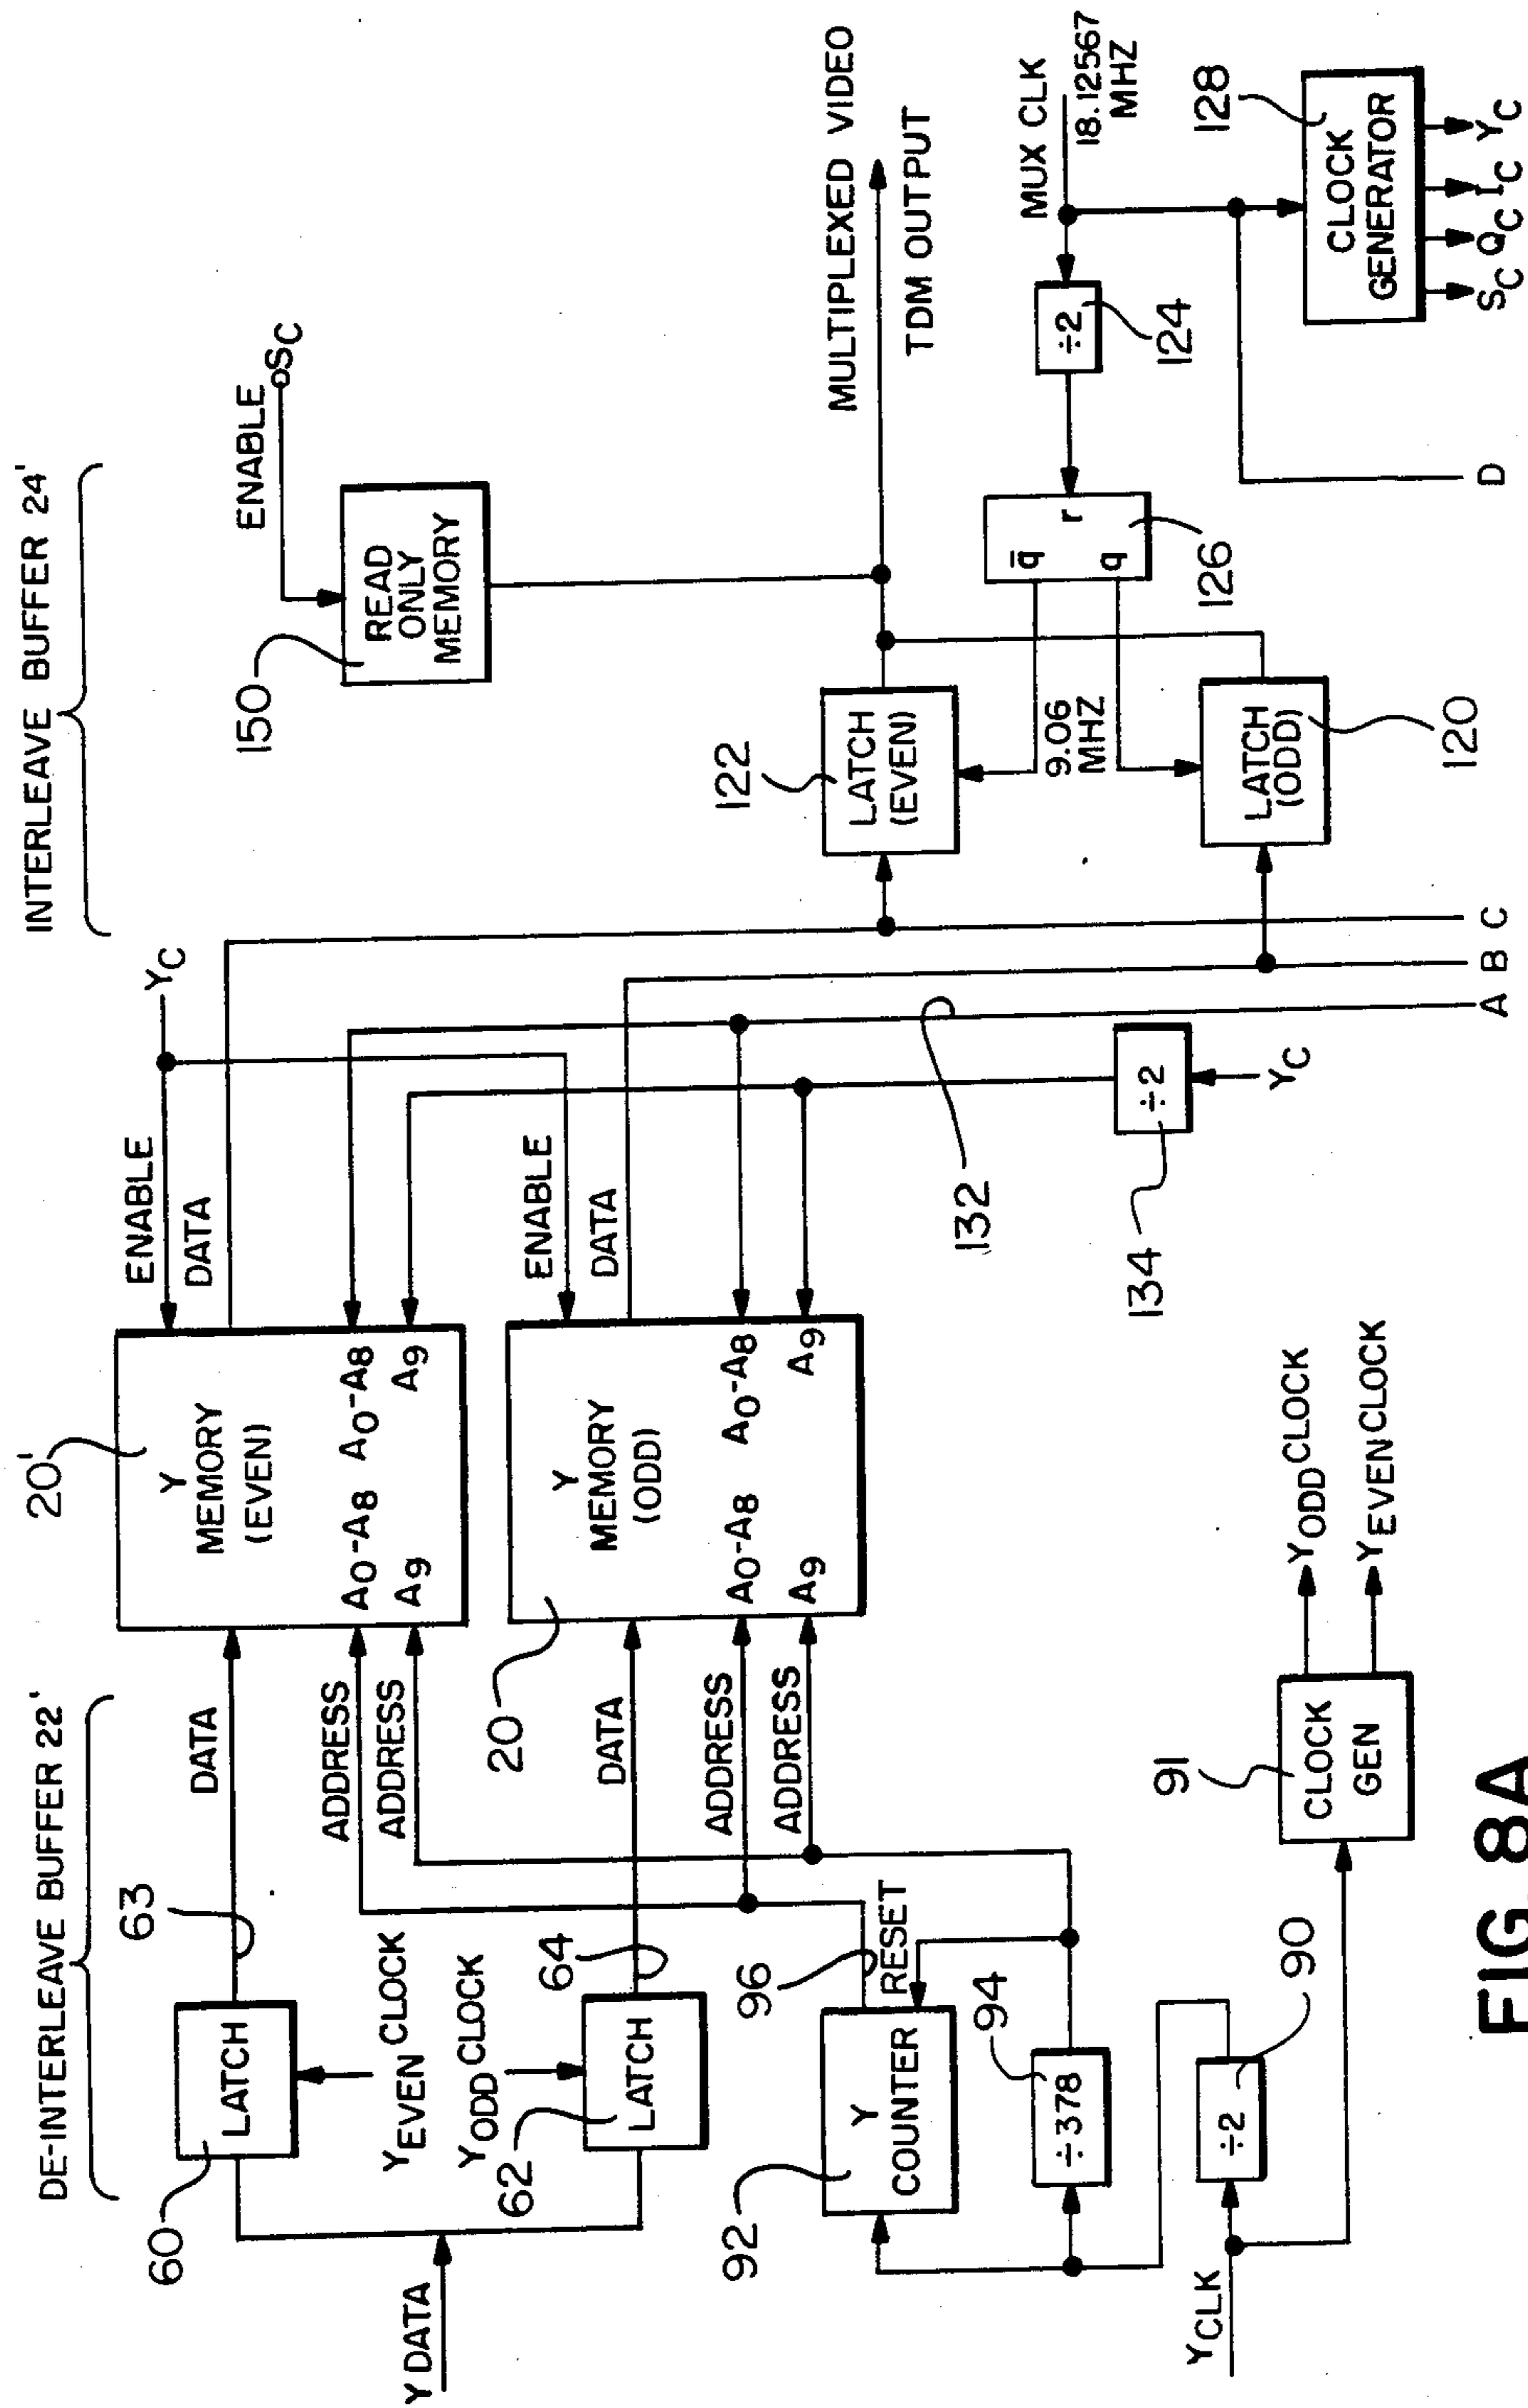 DE-INTERLEAVE BUFFER 22'
INTERLEAVE BUFFER 24'
Y DATA
60
LATCH
63
DATA
YEVEN CLOCK
YODD CLOCK
62
LATCH
64
DATA
ADDRESS
ADDRESS
ADDRESS
ADDRESS
20'
Y
MEMORY
(EVEN)
A0-A8
A9
A0-A8
A9
20
Y
MEMORY
(ODD)
A0-A8
A9
A0-A8
A9
ENABLE
DATA
YC
ENABLE
DATA
92
Y
COUNTER
96
RESET
94
÷378
YCLK
÷2
90
91
CLOCK
GEN
YODD CLOCK
YEVEN CLOCK
132
134
÷2
YC
A
B
C
D
150
READ
ONLY
MEMORY
ENABLE
SC
122
LATCH
(EVEN)
9.06
MHZ
LATCH
(ODD)
120
q̄
q
r
126
÷2
124
MULTIPLEXED VIDEO
TDM OUTPUT
MUX CLK
18.12567
MHZ
128
CLOCK
GENERATOR
SC
QC
IC
YC
FIG. 8A